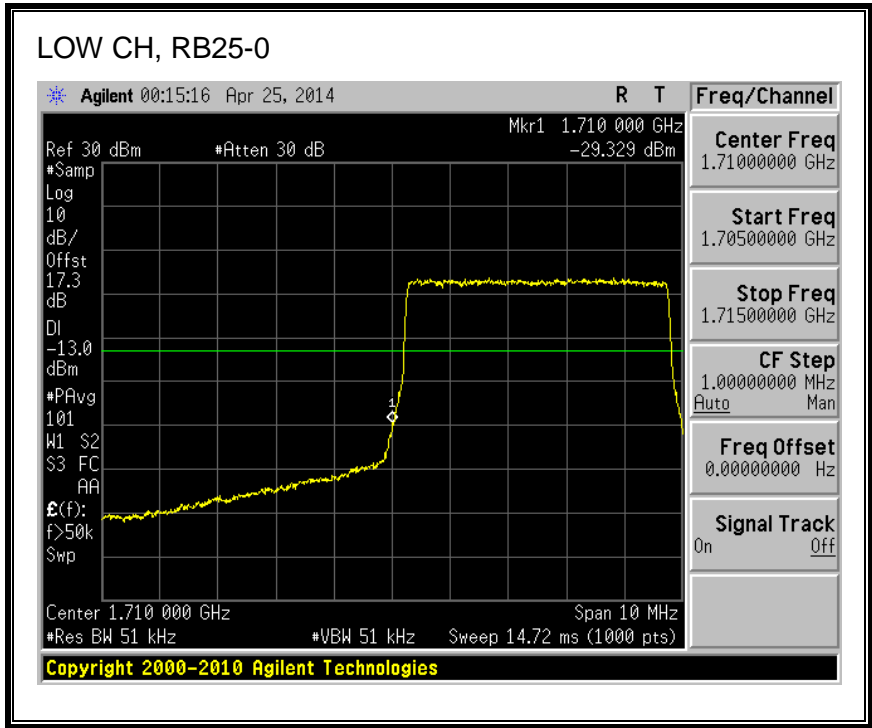 LOW CH, RB25-0
Agilent 00:15:16 Apr 25, 2014 R T
Mkr1 1.710 000 GHz
Ref 30 dBm #Atten 30 dB -29.329 dBm
#Samp
Log
10
dB/
Offst
17.3
dB
DI
-13.0
dBm
#PAvg
101
W1 S2
S3 FC
AA
£(f):
f>50k
Swp
1
Center 1.710 000 GHz Span 10 MHz
#Res BW 51 kHz #VBW 51 kHz Sweep 14.72 ms (1000 pts)
Copyright 2000-2010 Agilent Technologies
Freq/Channel
Center Freq
1.71000000 GHz
Start Freq
1.70500000 GHz
Stop Freq
1.71500000 GHz
CF Step
1.00000000 MHz
Auto Man
Freq Offset
0.00000000 Hz
Signal Track
On Off